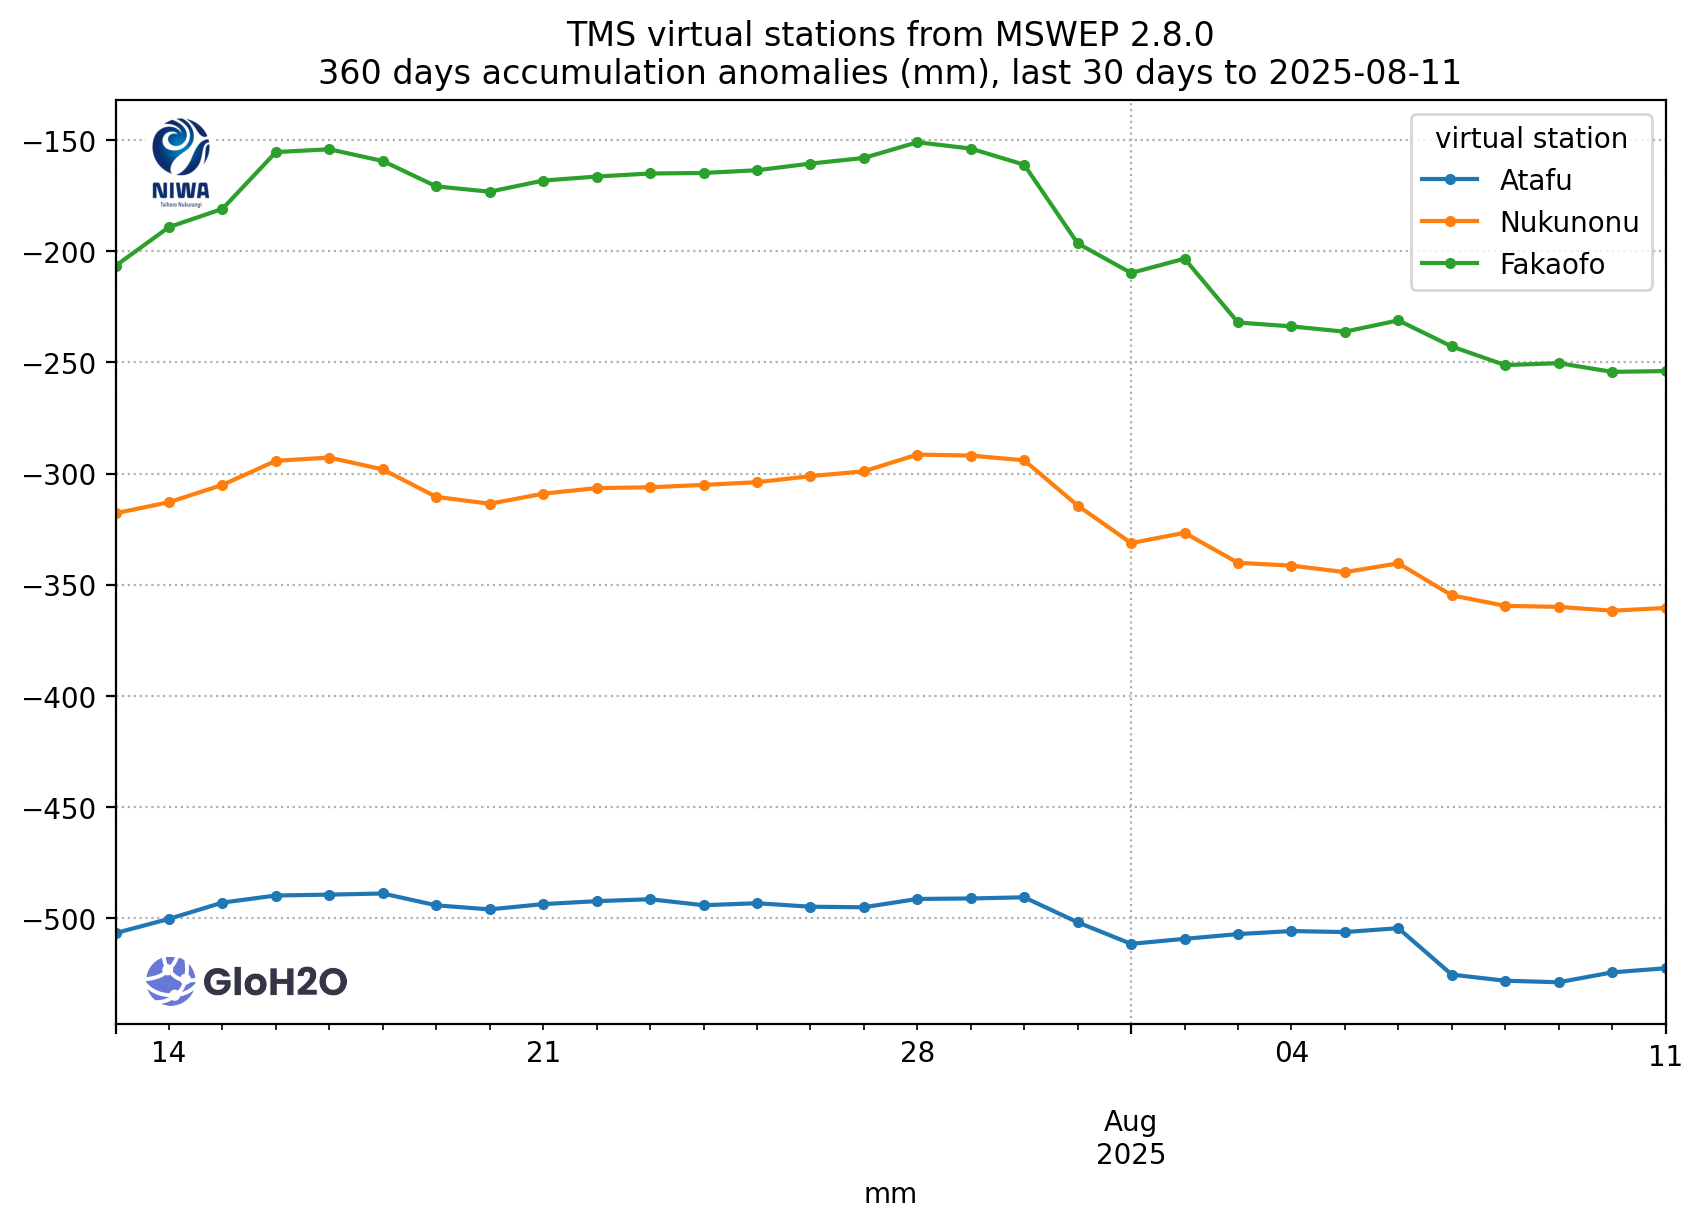 TMS virtual stations from MSWEP 2.8.0
360 days accumulation anomalies (mm), last 30 days to 2025-08-11
NIWA
Taihoro Nukurangi
virtual station
Atafu
Nukunonu
Fakaofo
−150
−200
−250
−300
−350
−400
−450
−500
GloH2O
14
21
28
04
11
Aug
2025
mm